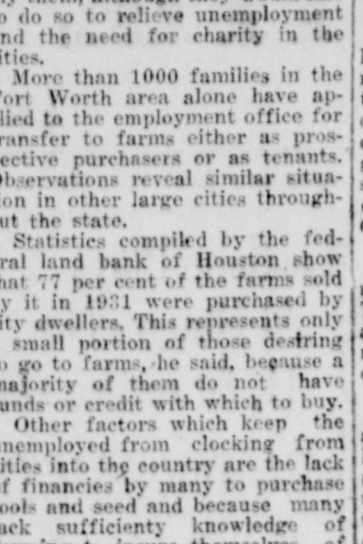 do so to relieve unemployment
nd the need for charity in the
ities.
More than 1000 families in the
ort Worth area alone have ap-
lied to the employment office for
ransfer to farms either as pros-
ective purchasers or as tenants.
bservations reveal similar situa-
ion in other large cities through-
ut the state.
Statistics compiled by the fed-
ral land bank of Houston show
hat 77 per cent of the farms sold
y it in 1931 were purchased by
ity dwellers. This represents only
small portion of those desiring
o go to farms, he said, because a
majority of them do not have
unds or credit with which to buy.
Other factors which keep the
unemployed from clocking from
ities into the country are the lack
f financies by many to purchase
ools and seed and because many
ack sufficienty knowledge of